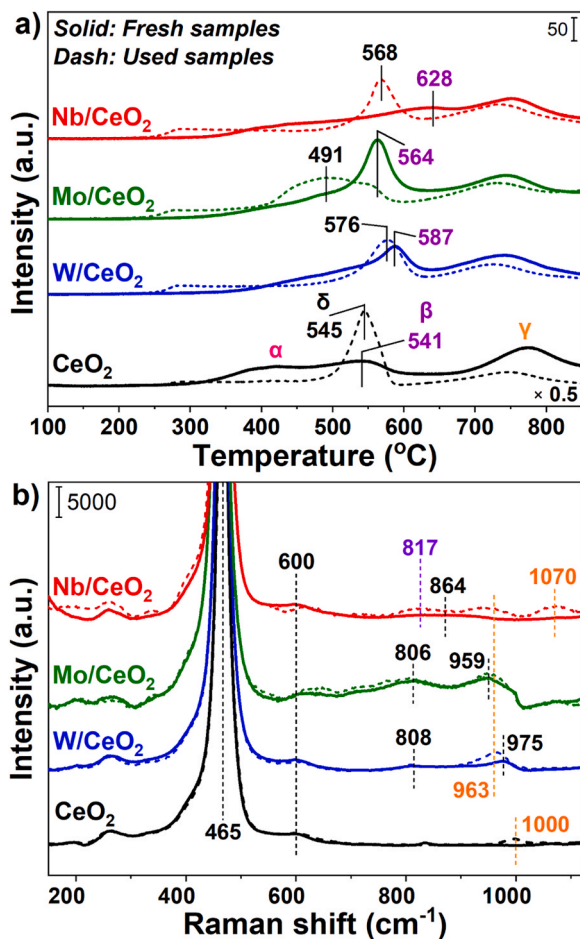 a)
Solid: Fresh samples
Dash: Used samples
50
568
628
Nb/CeO₂
491
564
Mo/CeO₂
576
587
W/CeO₂
δ
545
β
541
α
γ
CeO₂
× 0.5
Intensity (a.u.)
100 200 300 400 500 600 700 800
Temperature (°C)
b)
5000
817
600
864
1070
Nb/CeO₂
806
959
Mo/CeO₂
808
975
W/CeO₂
963
CeO₂
465
1000
Intensity (a.u.)
200 400 600 800 1000
Raman shift (cm⁻¹)